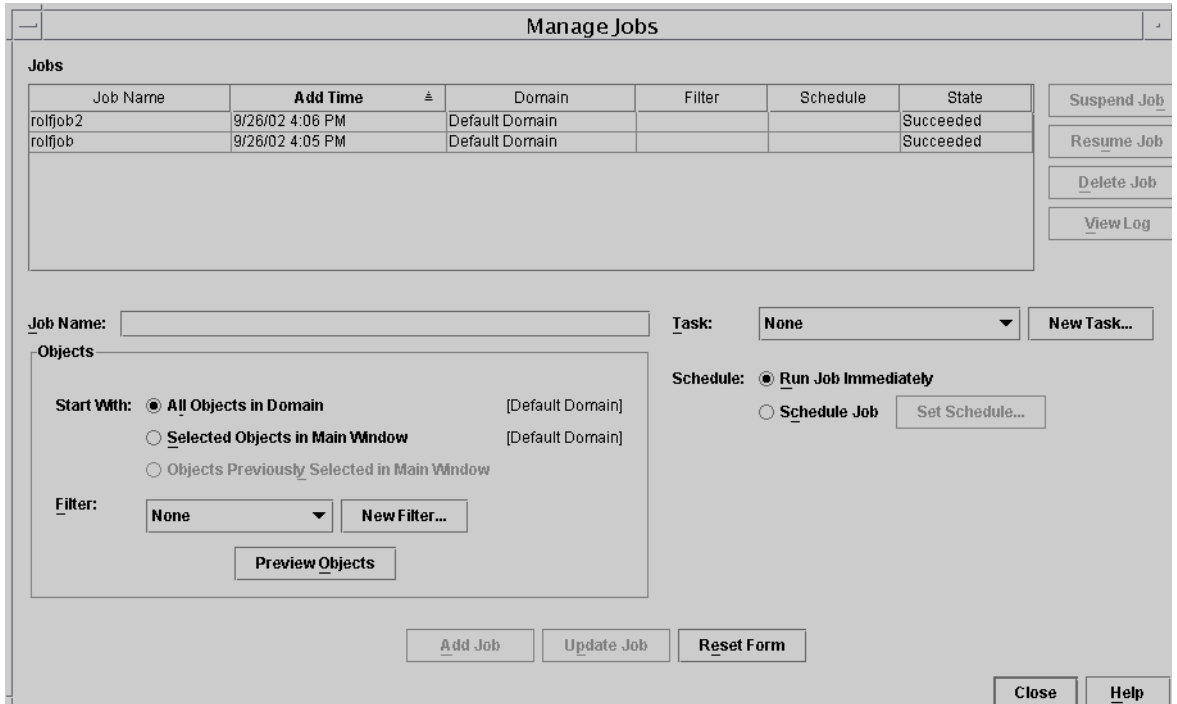 Manage Jobs
Jobs
Job Name Add Time Domain Filter Schedule State
rolfjob2 9/26/02 4:06 PM Default Domain Succeeded
rolfjob 9/26/02 4:05 PM Default Domain Succeeded
Suspend Job
Resume Job
Delete Job
View Log
Job Name:
Task: None New Task...
Objects
Start With: All Objects in Domain [Default Domain]
Selected Objects in Main Window [Default Domain]
Objects Previously Selected in Main Window
Filter: None New Filter...
Preview Objects
Schedule: Run Job Immediately
Schedule Job Set Schedule...
Add Job Update Job Reset Form
Close Help